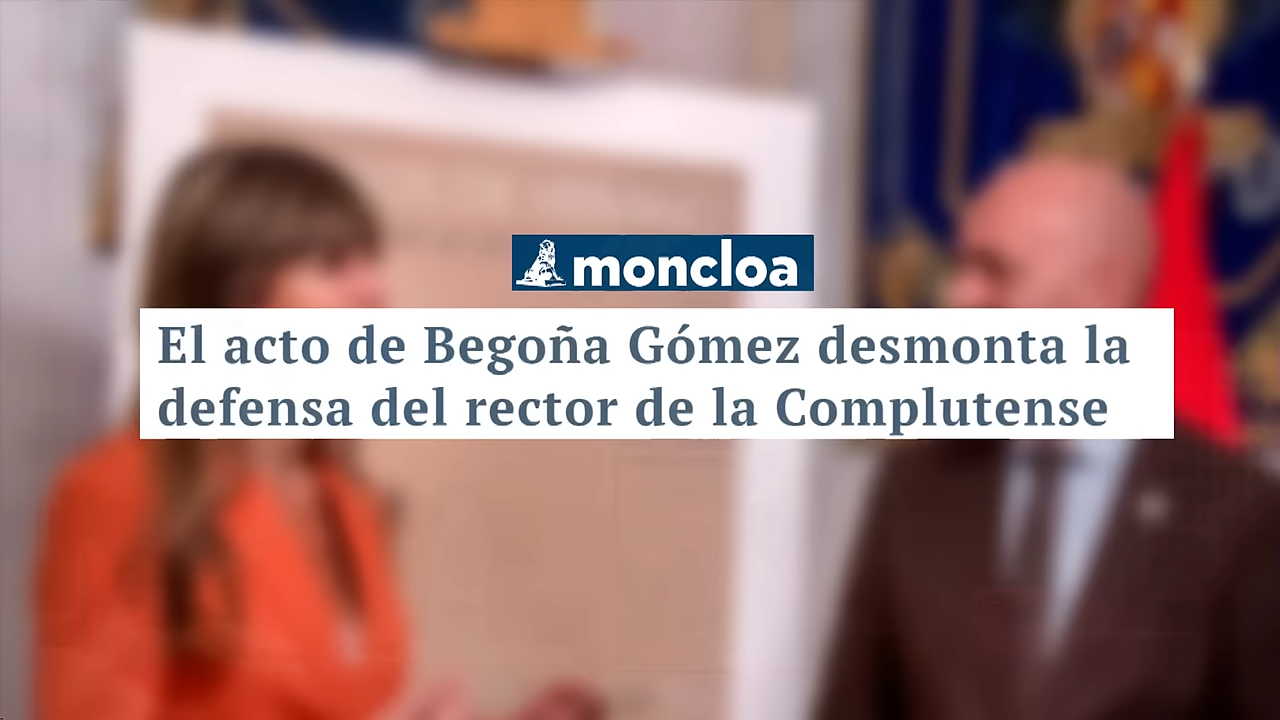 moncloa
El acto de Begoña Gómez desmonta la
defensa del rector de la Complutense